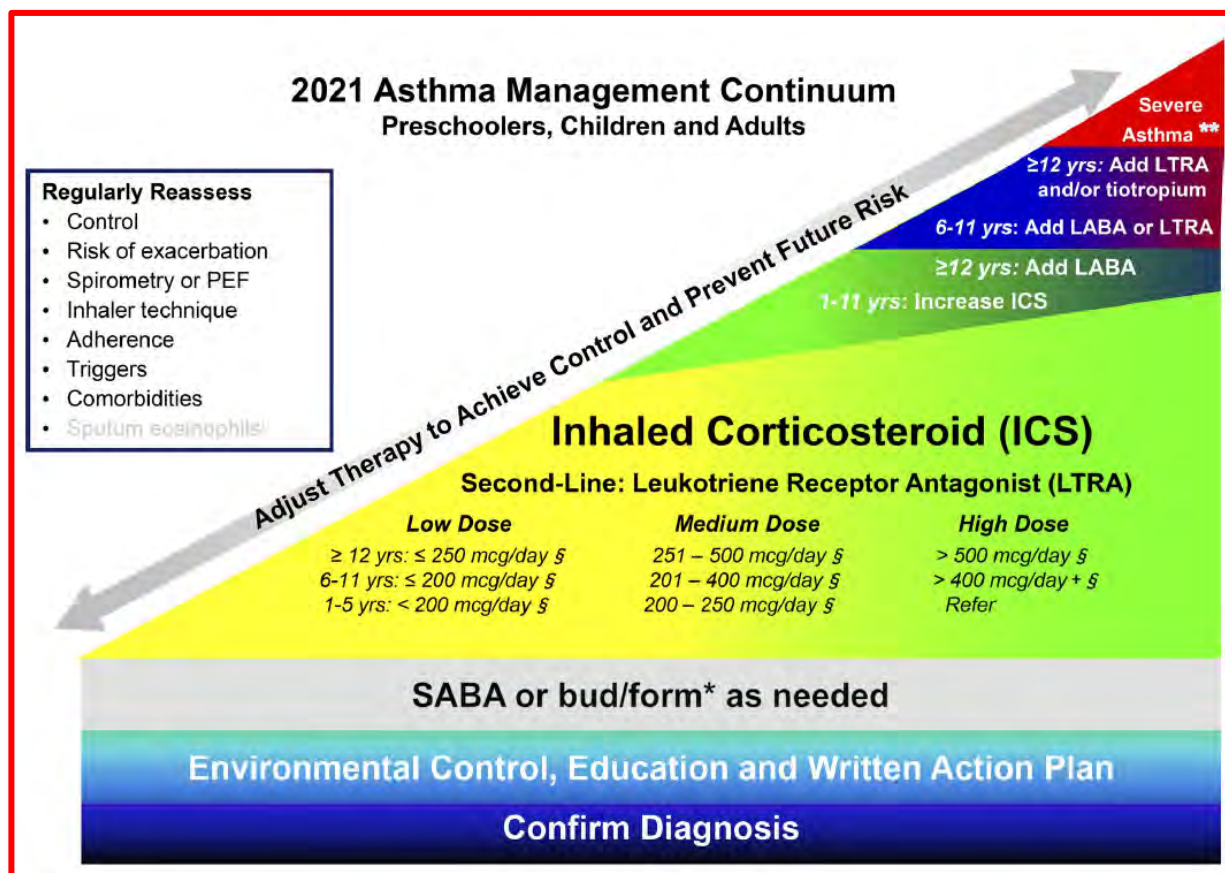 2021 Asthma Management Continuum
Preschoolers, Children and Adults
Regularly Reassess
• Control
• Risk of exacerbation
• Spirometry or PEF
• Inhaler technique
• Adherence
• Triggers
• Comorbidities
• Sputum eosinophils
Adjust Therapy to Achieve Control and Prevent Future Risk
Severe
Asthma **
≥12 yrs: Add LTRA
and/or tiotropium
6-11 yrs: Add LABA or LTRA
≥12 yrs: Add LABA
1-11 yrs: Increase ICS
Inhaled Corticosteroid (ICS)
Second-Line: Leukotriene Receptor Antagonist (LTRA)
Low Dose Medium Dose High Dose
≥ 12 yrs: ≤ 250 mcg/day § 251 – 500 mcg/day § > 500 mcg/day §
6-11 yrs: ≤ 200 mcg/day § 201 – 400 mcg/day § > 400 mcg/day + §
1-5 yrs: < 200 mcg/day § 200 – 250 mcg/day § Refer
SABA or bud/form* as needed
Environmental Control, Education and Written Action Plan
Confirm Diagnosis